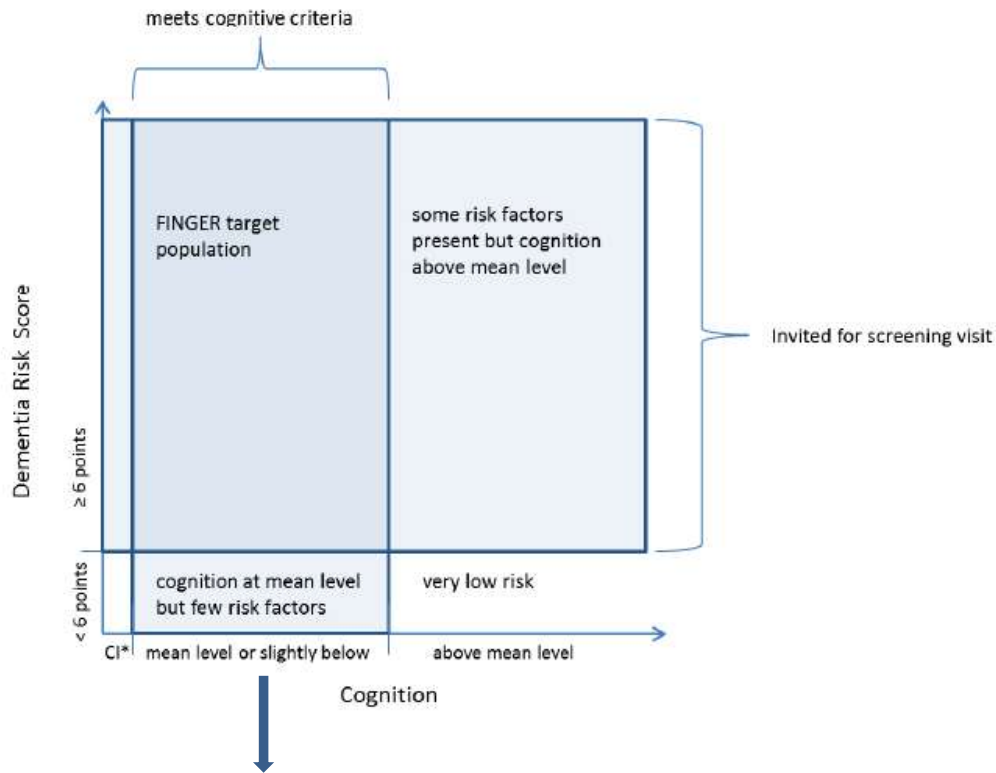 meets cognitive criteria
FINGER target
population
some risk factors
present but cognition
above mean level
Invited for screening visit
Dementia Risk Score
≥ 6 points
< 6 points
cognition at mean level
but few risk factors
very low risk
CI*
mean level or slightly below
above mean level
Cognition